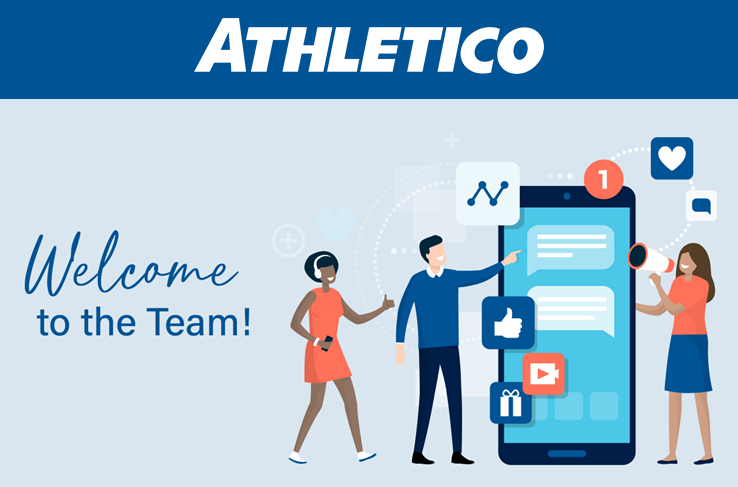 ATHLETICO
Welcome
to the Team!
1